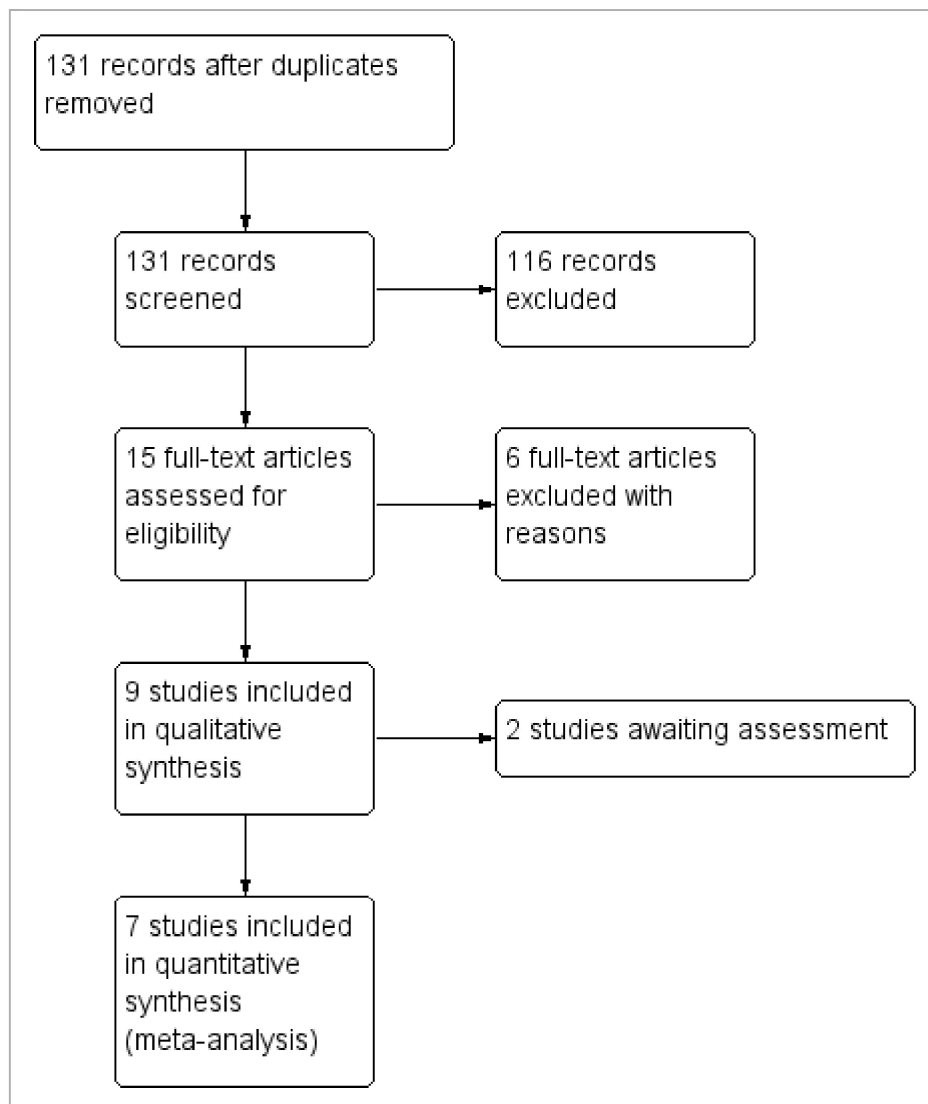 131 records after duplicates
removed
131 records
screened
116 records
excluded
15 full-text articles
assessed for
eligibility
6 full-text articles
excluded with
reasons
9 studies included
in qualitative
synthesis
2 studies awaiting assessment
7 studies included
in quantitative
synthesis
(meta-analysis)